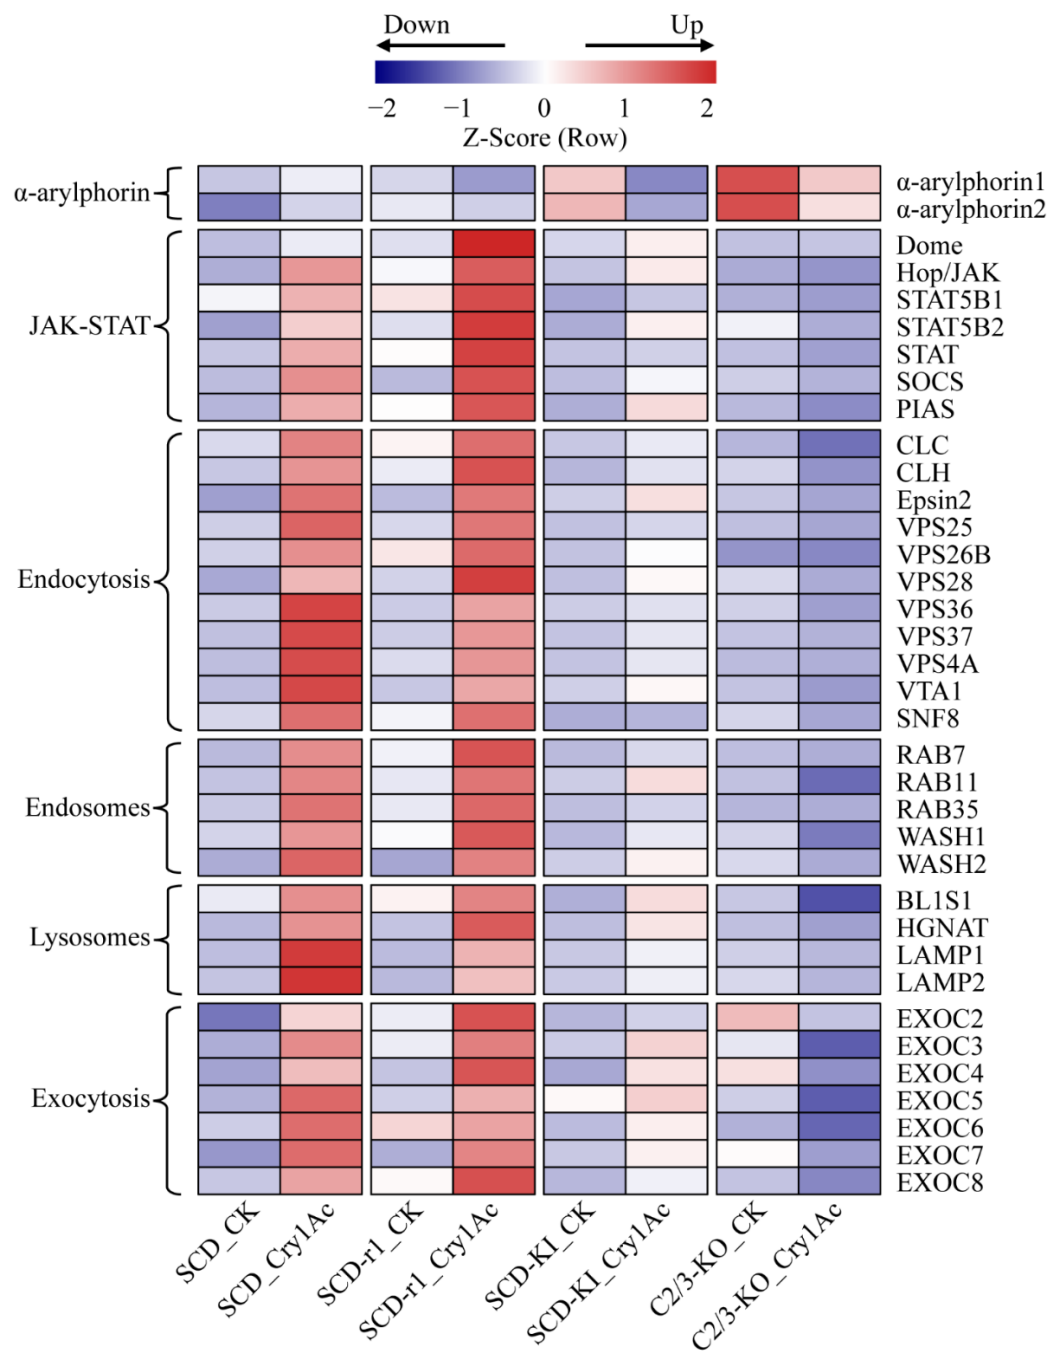 Down Up
−2 −1 0 1 2
Z-Score (Row)
α-arylphorin
α-arylphorin1
α-arylphorin2
JAK-STAT
Dome
Hop/JAK
STAT5B1
STAT5B2
STAT
SOCS
PIAS
Endocytosis
CLC
CLH
Epsin2
VPS25
VPS26B
VPS28
VPS36
VPS37
VPS4A
VTA1
SNF8
Endosomes
RAB7
RAB11
RAB35
WASH1
WASH2
Lysosomes
BL1S1
HGNAT
LAMP1
LAMP2
Exocytosis
EXOC2
EXOC3
EXOC4
EXOC5
EXOC6
EXOC7
EXOC8
SCD_CK
SCD_Cry1Ac
SCD-r1_CK
SCD-r1_Cry1Ac
SCD-KI_CK
SCD-KI_Cry1Ac
C2/3-KO_CK
C2/3-KO_Cry1Ac